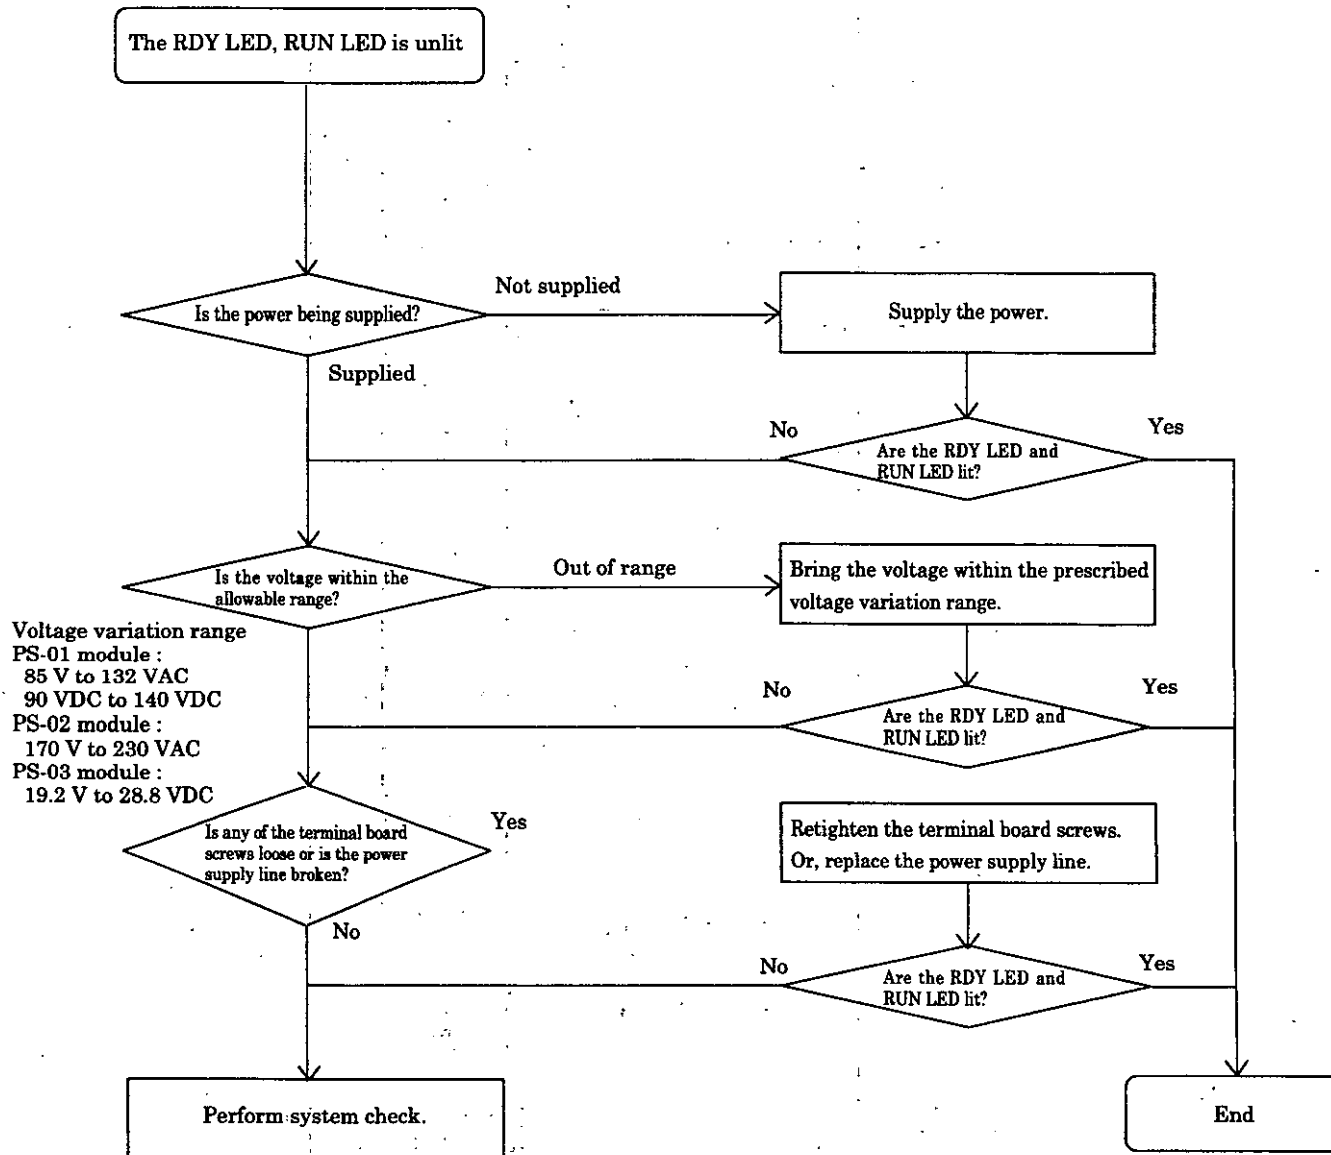 The RDY LED, RUN LED is unlit
Is the power being supplied?
Not supplied
Supply the power.
Supplied
No
Are the RDY LED and
RUN LED lit?
Yes
Is the voltage within the
allowable range?
Out of range
Bring the voltage within the prescribed
voltage variation range.
Voltage variation range
PS-01 module :
85 V to 132 VAC
90 VDC to 140 VDC
PS-02 module :
170 V to 230 VAC
PS-03 module :
19.2 V to 28.8 VDC
No
Are the RDY LED and
RUN LED lit?
Yes
Is any of the terminal board
screws loose or is the power
supply line broken?
Yes
Retighten the terminal board screws.
Or, replace the power supply line.
No
No
Are the RDY LED and
RUN LED lit?
Yes
Perform system check.
End